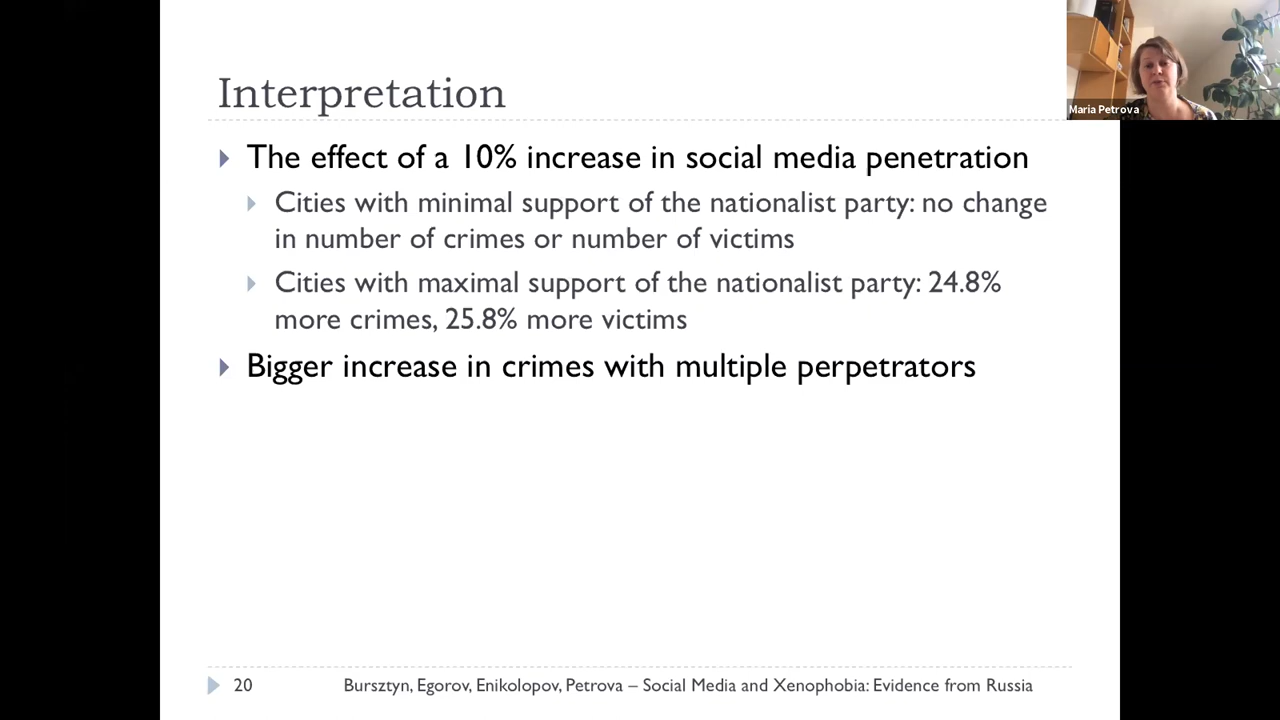 Interpretation
Maria Petrova
The effect of a 10% increase in social media penetration
Cities with minimal support of the nationalist party: no change
in number of crimes or number of victims
Cities with maximal support of the nationalist party: 24.8%
more crimes, 25.8% more victims
Bigger increase in crimes with multiple perpetrators
20
Bursztyn, Egorov, Enikolopov, Petrova – Social Media and Xenophobia: Evidence from Russia